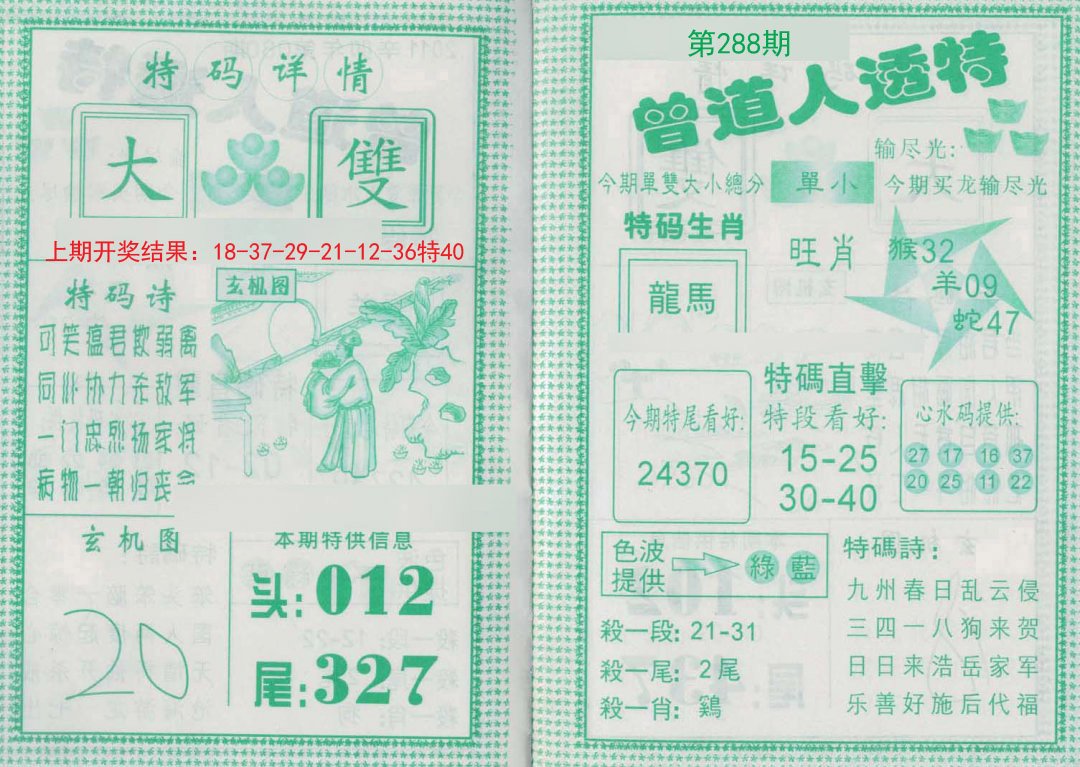 特码详情
大 雙
上期开奖结果：18-37-29-21-12-36特40
特码诗
可笑瘟君欺弱禽
同川协力杀敌军
一门忠烈杨家将
病物一朝归丧
玄机图
玄机图
20
本期特供信息
头:012
尾:327
第288期
曾道人透特
输尽光:
今期單雙大小總分 單小 今期买龙输尽光
特码生肖
龍馬
旺肖
猴32
羊09
蛇47
今期特尾看好:
24370
特碼直擊
特段看好:
15-25
30-40
心水码提供:
27 17 16 37
20 25 11 22
色波提供 綠 藍
殺一段: 21-31
殺一尾: 2尾
殺一肖: 鷄
特碼詩:
九州春日乱云侵
三四一八狗来贺
日日来浩岳家军
乐善好施后代福